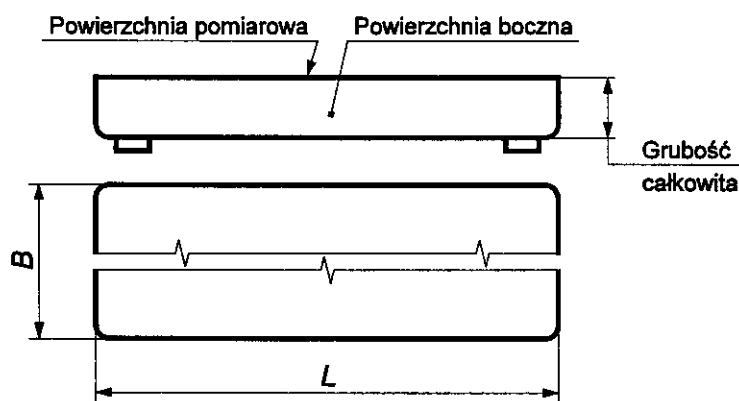 Powierzchnia pomiarowa
Powierzchnia boczna
Grubość
całkowita
B
L